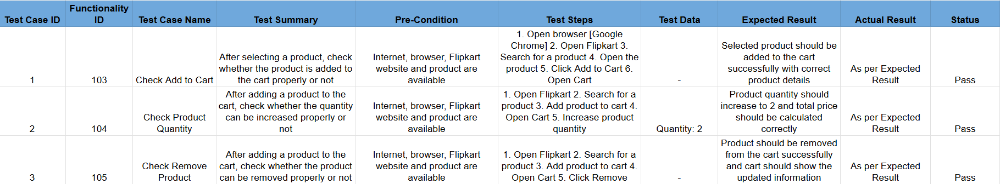 Test Case ID
Functionality
ID
Test Case Name
Test Summary
Pre-Condition
Test Steps
Test Data
Expected Result
Actual Result
Status
1
103
Check Add to Cart
After selecting a product, check
whether the product is added to
the cart properly or not
Internet, browser, Flipkart
website and product are
available
1. Open browser [Google
Chrome] 2. Open Flipkart 3.
Search for a product 4. Open the
product 5. Click Add to Cart 6.
Open Cart
-
Selected product should be
added to the cart
successfully with correct
product details
As per Expected
Result
Pass
2
104
Check Product
Quantity
After adding a product to the
cart, check whether the quantity
can be increased properly or
not
Internet, browser, Flipkart
website and product are
available
1. Open Flipkart 2. Search for a
product 3. Add product to cart 4.
Open Cart 5. Increase product
quantity
Quantity: 2
Product quantity should
increase to 2 and total price
should be calculated
correctly
As per Expected
Result
Pass
3
105
Check Remove
Product
After adding a product to the
cart, check whether the product
can be removed properly or not
Internet, browser, Flipkart
website and product are
available
1. Open Flipkart 2. Search for a
product 3. Add product to cart 4.
Open Cart 5. Click Remove
-
Product should be removed
from the cart successfully
and cart should show the
updated information
As per Expected
Result
Pass